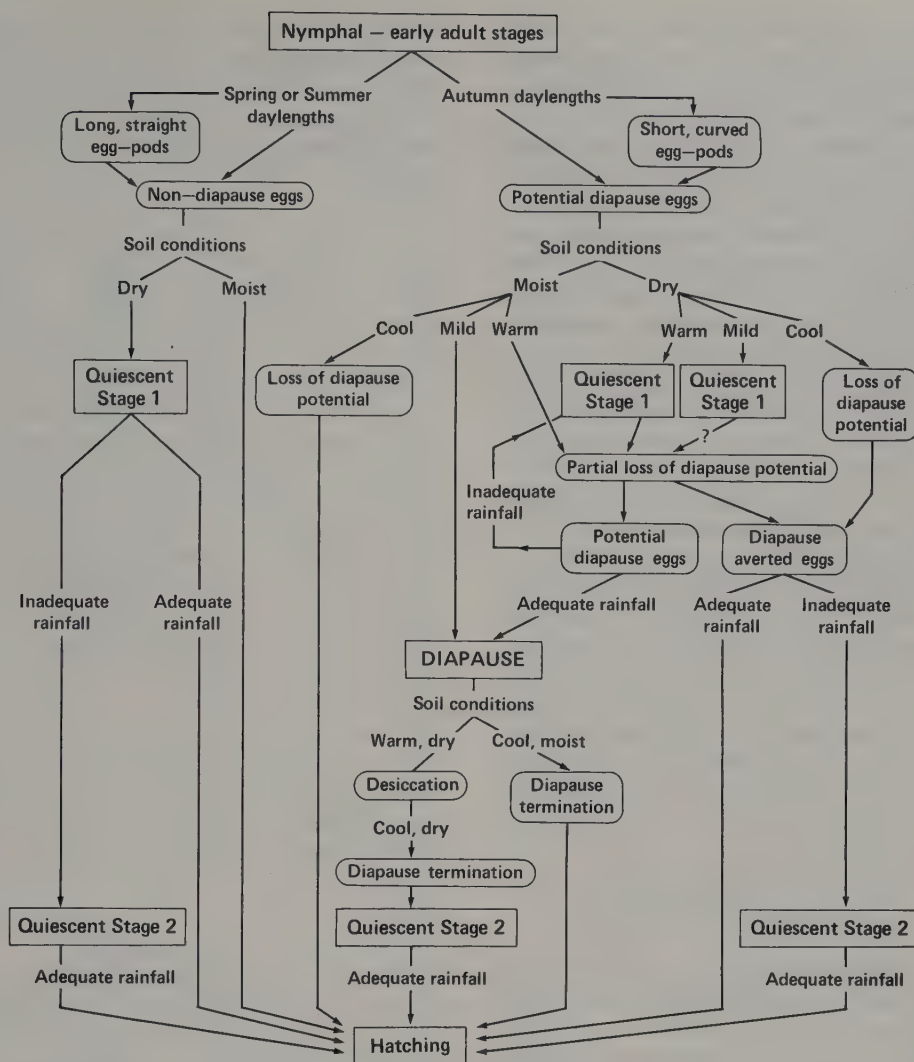 Nymphal – early adult stages
Spring or Summer
daylengths
Autumn daylengths
Long, straight
egg–pods
Short, curved
egg–pods
Non–diapause eggs
Potential diapause eggs
Soil conditions
Soil conditions
Dry
Moist
Moist
Dry
Cool
Mild
Warm
Warm
Mild
Cool
Quiescent
Stage 1
Loss of diapause
potential
Quiescent
Stage 1
Quiescent
Stage 1
Loss of
diapause
potential
?
Partial loss of diapause potential
Inadequate
rainfall
Potential
diapause eggs
Diapause
averted eggs
Inadequate
rainfall
Adequate
rainfall
Adequate rainfall
Adequate
rainfall
Inadequate
rainfall
DIAPAUSE
Soil conditions
Warm, dry
Cool, moist
Desiccation
Diapause
termination
Cool, dry
Diapause termination
Quiescent Stage 2
Quiescent Stage 2
Quiescent Stage 2
Adequate rainfall
Adequate rainfall
Adequate rainfall
Hatching